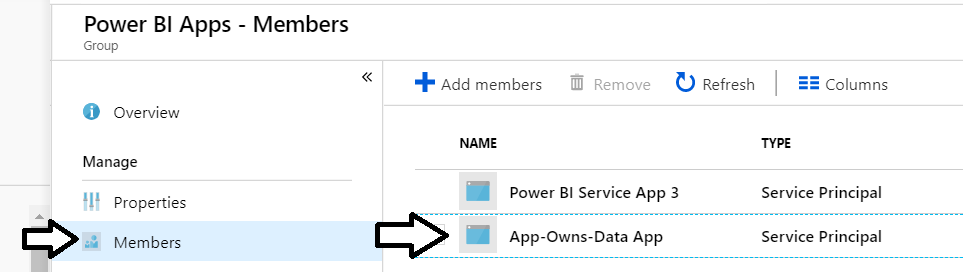 Power BI Apps - Members
Group
«
Add members Remove Refresh Columns
Overview
NAME TYPE
Manage
Properties
Power BI Service App 3 Service Principal
Members
App-Owns-Data App Service Principal